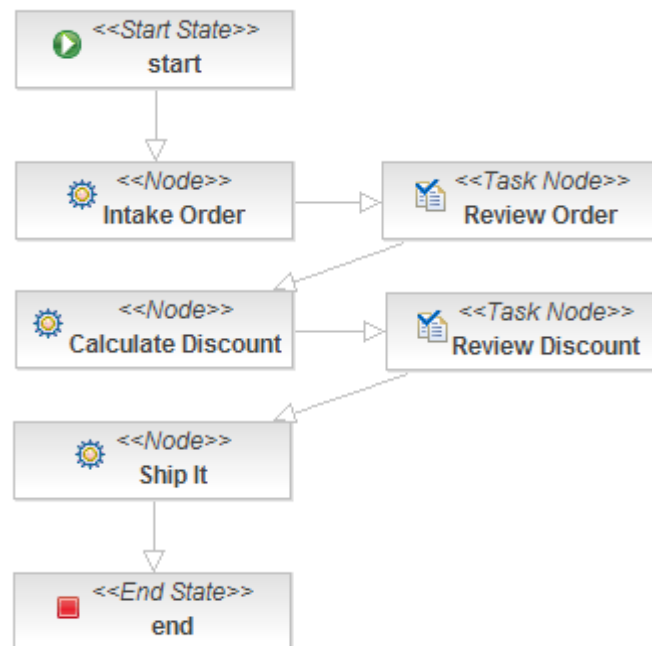 <<Start State>>
start
<<Node>>
Intake Order
<<Task Node>>
Review Order
<<Node>>
Calculate Discount
<<Task Node>>
Review Discount
<<Node>>
Ship It
<<End State>>
end